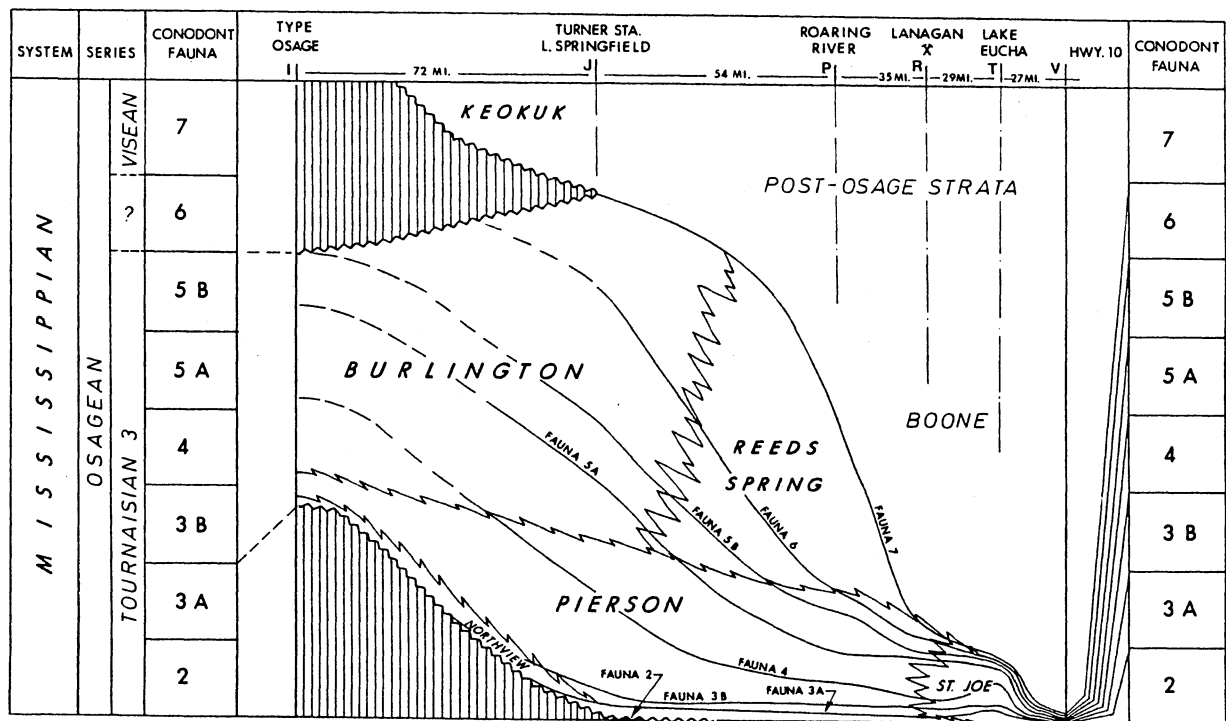 SYSTEM
SERIES
CONODONT
FAUNA
TYPE
OSAGE
I
72 MI.
TURNER STA.
L. SPRINGFIELD
J
54 MI.
ROARING
RIVER
P
35 MI.
LANAGAN
X
R
29 MI.
LAKE
EUCHA
T
27 MI.
V
HWY. 10
CONODONT
FAUNA
MISSISSIPPIAN
OSAGEAN
VISEAN
?
TOURNAISIAN 3
7
6
5 B
5 A
4
3 B
3 A
2
KEOKUK
POST-OSAGE STRATA
BURLINGTON
BOONE
REEDS
SPRING
FAUNA 5A
FAUNA 5B
FAUNA 6
FAUNA 7
PIERSON
NORTHVIEW
FAUNA 4
FAUNA 2
FAUNA 3B
FAUNA 3A
ST. JOE
7
6
5 B
5 A
4
3 B
3 A
2